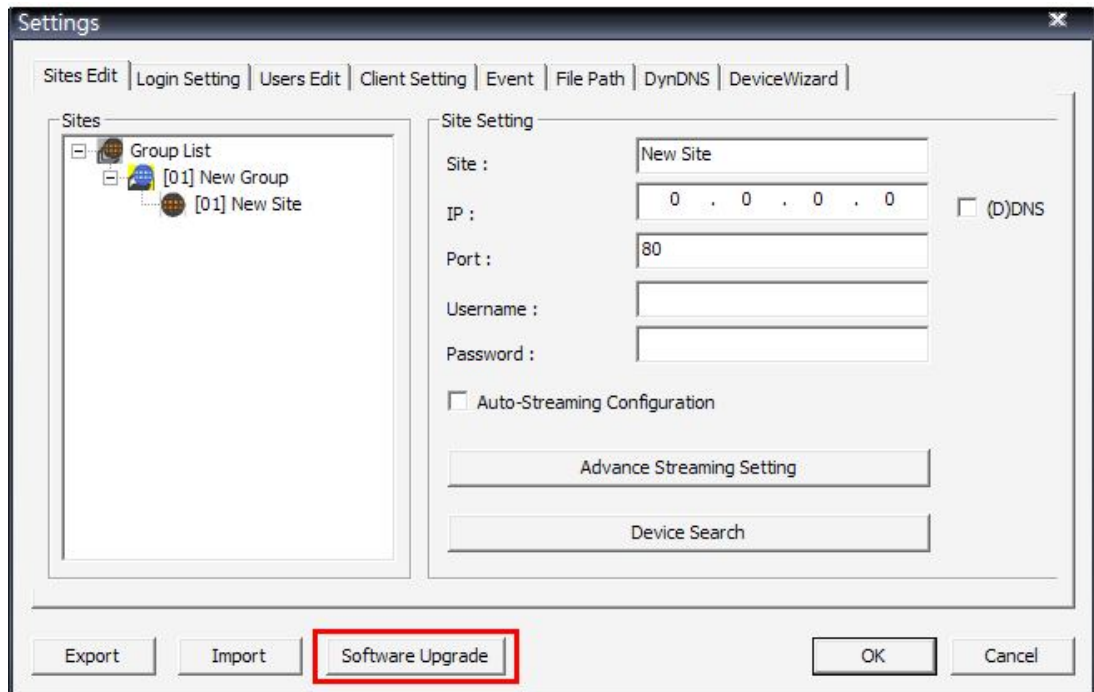 Settings
Sites Edit Login Setting Users Edit Client Setting Event File Path DynDNS DeviceWizard
Sites
Group List
[01] New Group
[01] New Site
Site Setting
Site : New Site
IP : 0 . 0 . 0 . 0 (D)DNS
Port : 80
Username :
Password :
Auto-Streaming Configuration
Advance Streaming Setting
Device Search
Export Import Software Upgrade OK Cancel